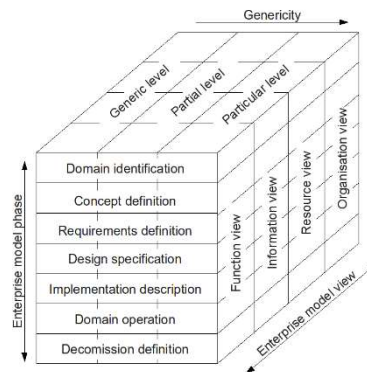 Genericity
Generic level
Partial level
Particular level
Enterprise model phase
Domain identification
Concept definition
Requirements definition
Design specification
Implementation description
Domain operation
Decomission definition
Function view
Information view
Resource view
Organisation view
Enterprise model view